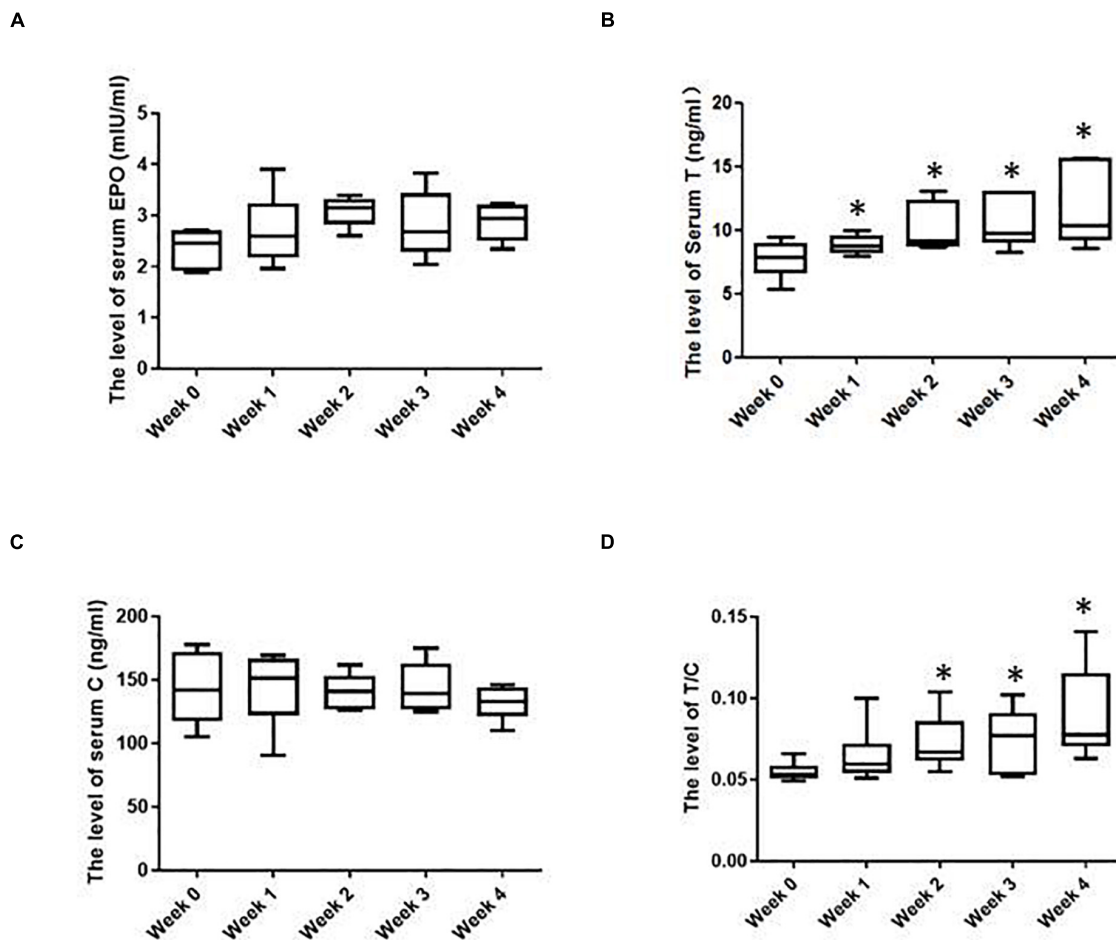 A
The level of serum EPO (mIU/ml)
5
4
3
2
1
0
Week 0
Week 1
Week 2
Week 3
Week 4
B
The level of Serum T (ng/ml)
20
15
10
5
0
*
*
*
*
Week 0
Week 1
Week 2
Week 3
Week 4
C
The level of serum C (ng/ml)
200
150
100
50
0
Week 0
Week 1
Week 2
Week 3
Week 4
D
The level of T/C
0.15
0.10
0.05
0.00
*
*
*
Week 0
Week 1
Week 2
Week 3
Week 4